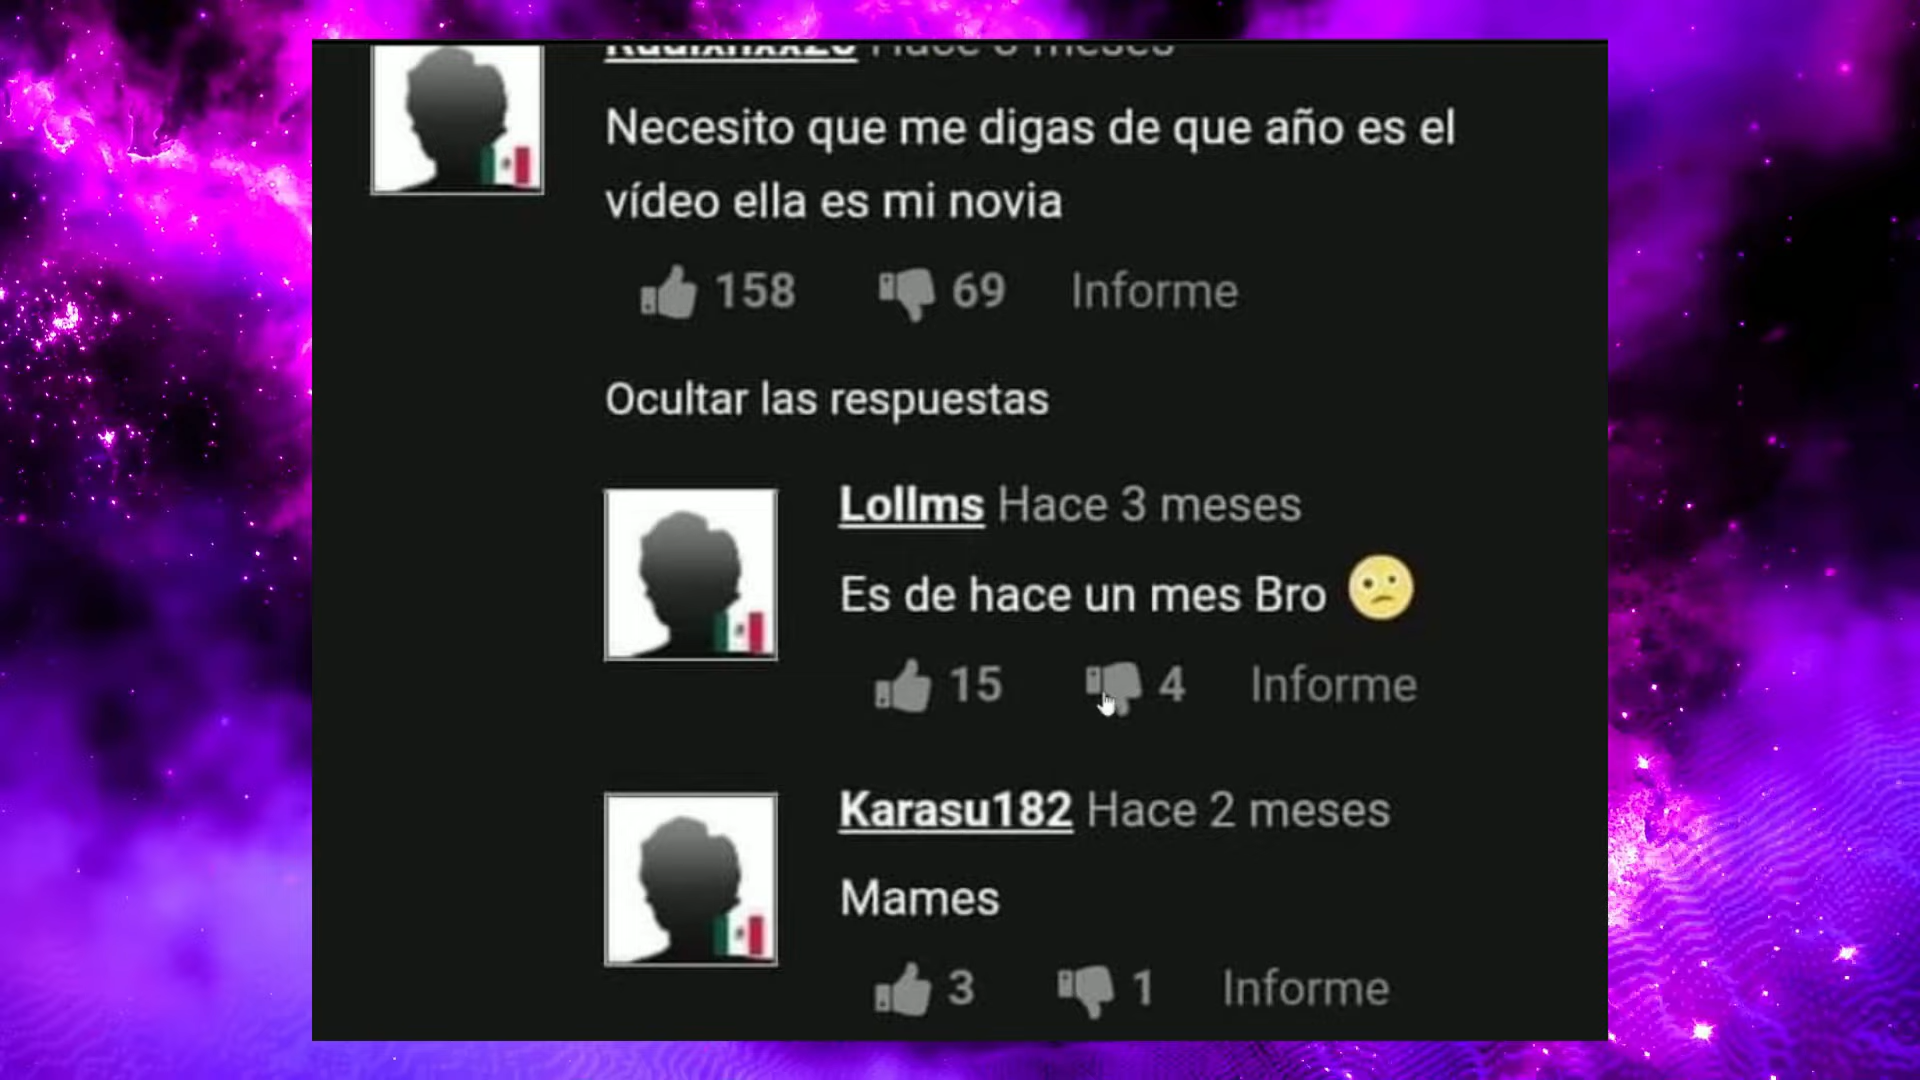 Necesito que me digas de que año es el
vídeo ella es mi novia
158 69 Informe
Ocultar las respuestas
Lollms Hace 3 meses
Es de hace un mes Bro
15 4 Informe
Karasu182 Hace 2 meses
Mames
3 1 Informe